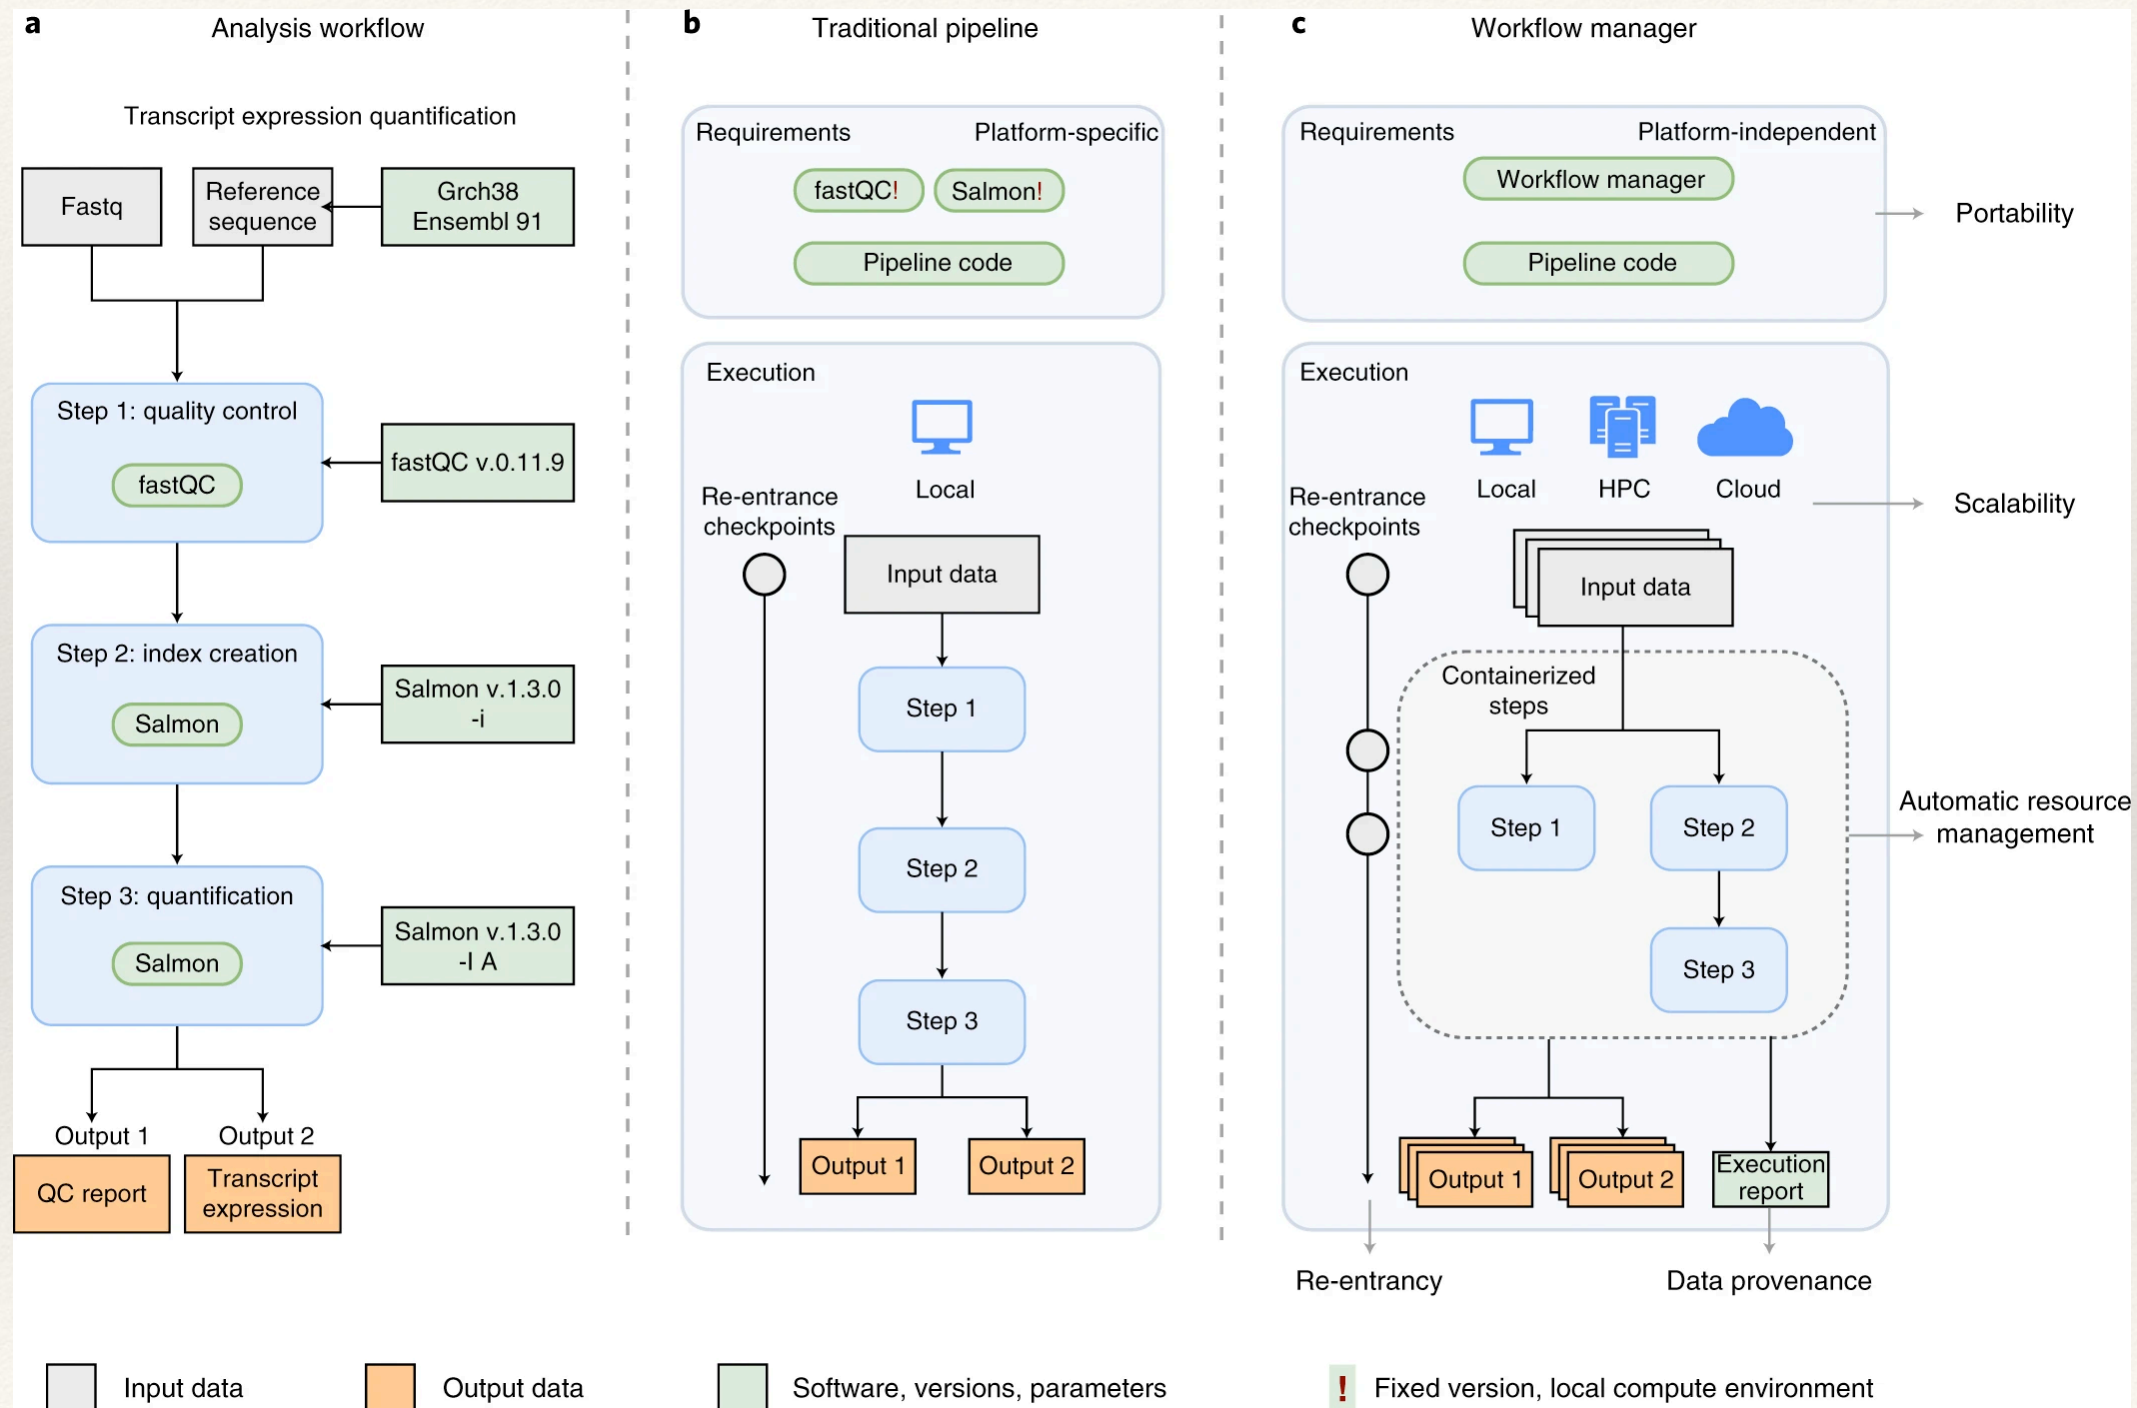 a
Analysis workflow
Transcript expression quantification
Fastq
Reference
sequence
Grch38
Ensembl 91
Step 1: quality control
fastQC
fastQC v.0.11.9
Step 2: index creation
Salmon
Salmon v.1.3.0
-i
Step 3: quantification
Salmon
Salmon v.1.3.0
-l A
Output 1
QC report
Output 2
Transcript
expression
b
Traditional pipeline
Requirements
Platform-specific
fastQC!
Salmon!
Pipeline code
Execution
Local
Re-entrance
checkpoints
Input data
Step 1
Step 2
Step 3
Output 1
Output 2
c
Workflow manager
Requirements
Platform-independent
Workflow manager
Pipeline code
Portability
Execution
Local
HPC
Cloud
Scalability
Re-entrance
checkpoints
Input data
Containerized
steps
Step 1
Step 2
Step 3
Automatic resource
management
Output 1
Output 2
Execution
report
Re-entrancy
Data provenance
Input data
Output data
Software, versions, parameters
! Fixed version, local compute environment